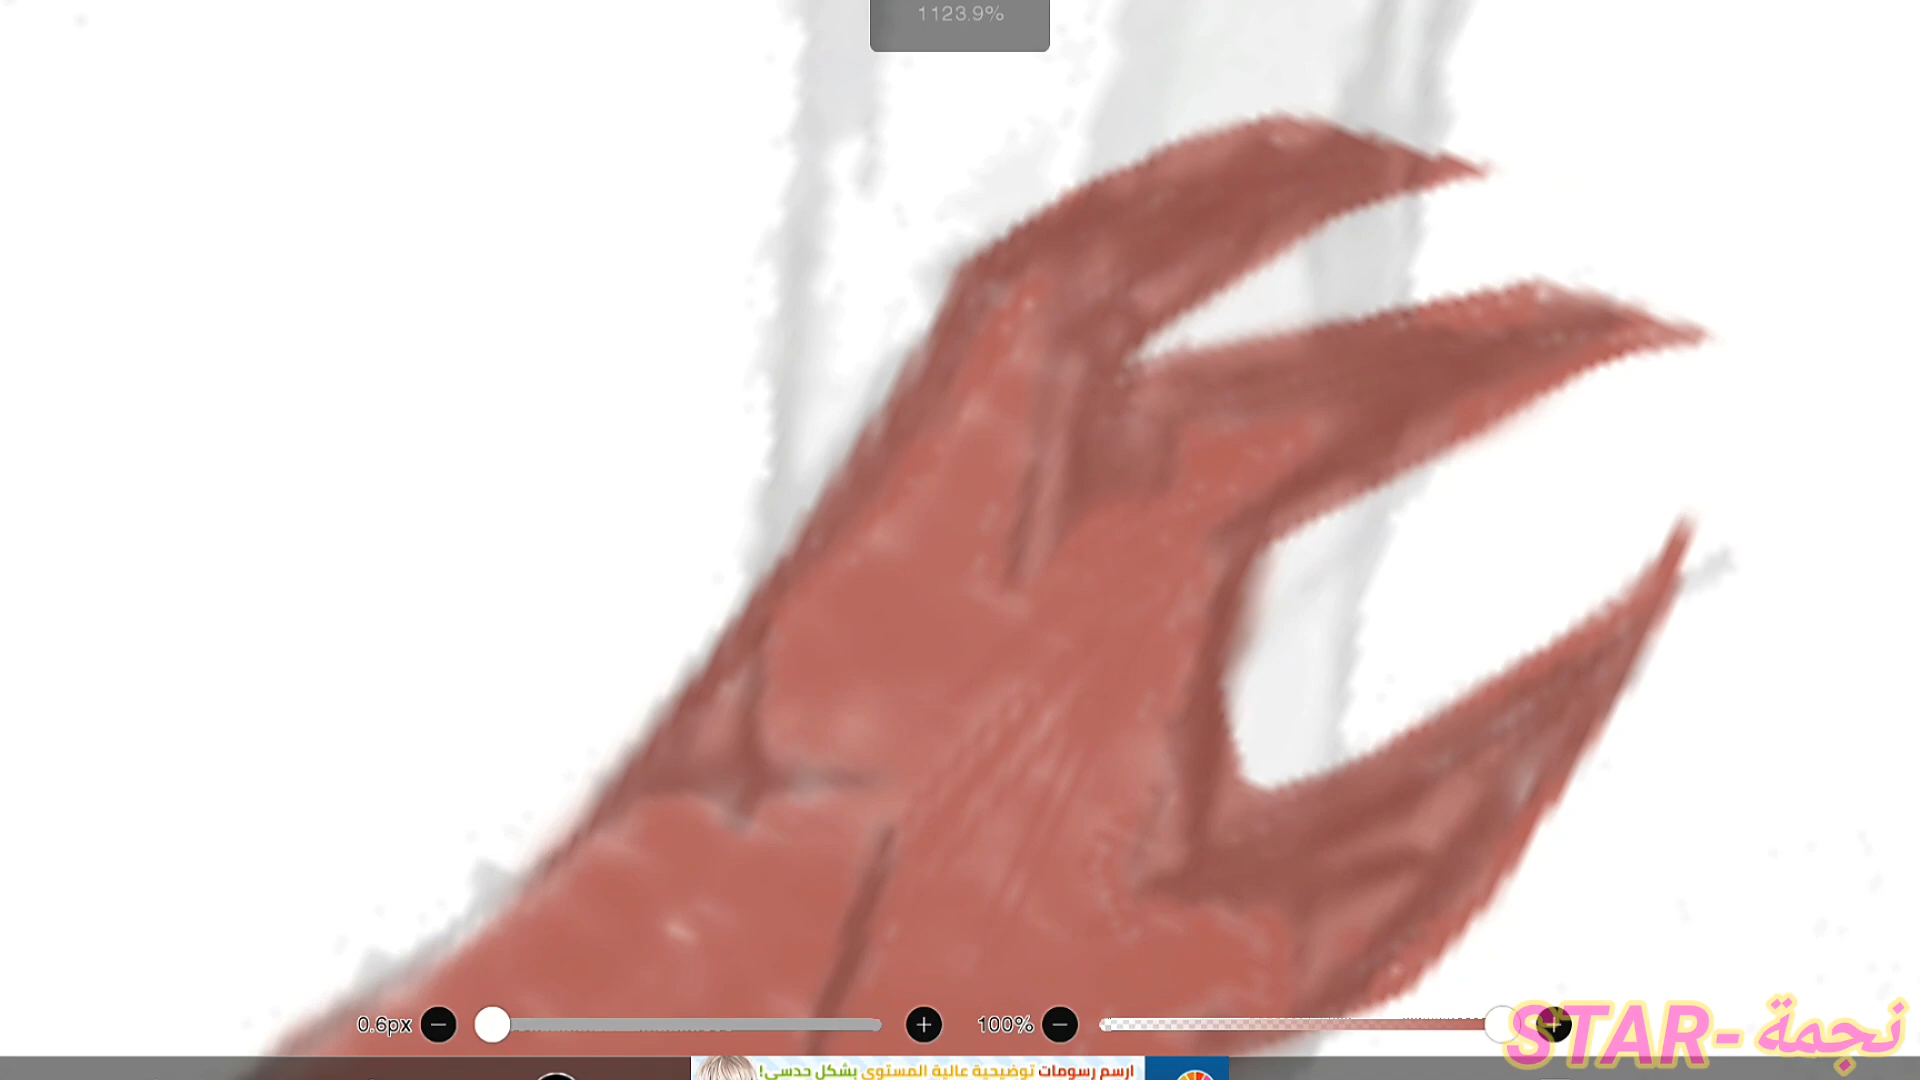 1123.9%
0.6px
100%
STAR- نجمة
ارسم رسومات توضيحية عالية المستوى بشكل حدسي!